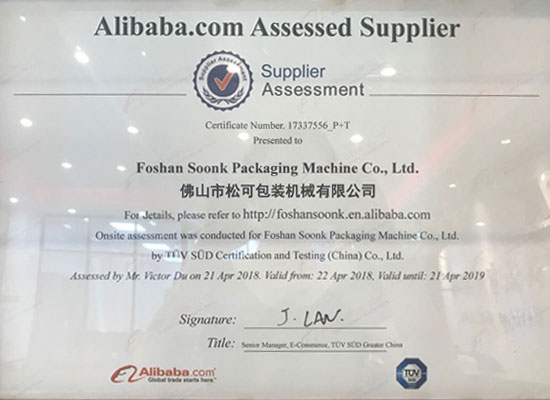 Alibaba.com Assessed Supplier
Supplier Assessment
Supplier
Assessment
Certificate Number. 17337556_P+T
Presented to
Foshan Soonk Packaging Machine Co., Ltd.
佛山市松可包装机械有限公司
For details, please refer to http://foshansoonk.en.alibaba.com
Onsite assessment was conducted for Foshan Soonk Packaging Machine Co., Ltd.
by TÜV SÜD Certification and Testing (China) Co., Ltd.
Assessed by Mr. Victor Du on 21 Apr 2018. Valid from: 22 Apr 2018, Valid until: 21 Apr 2019
Signature: J. LAN.
Title: Senior Manager, E-Commerce, TÜV SÜD Greater China
Alibaba.com®
Global trade starts here.™
TÜV
SÜD